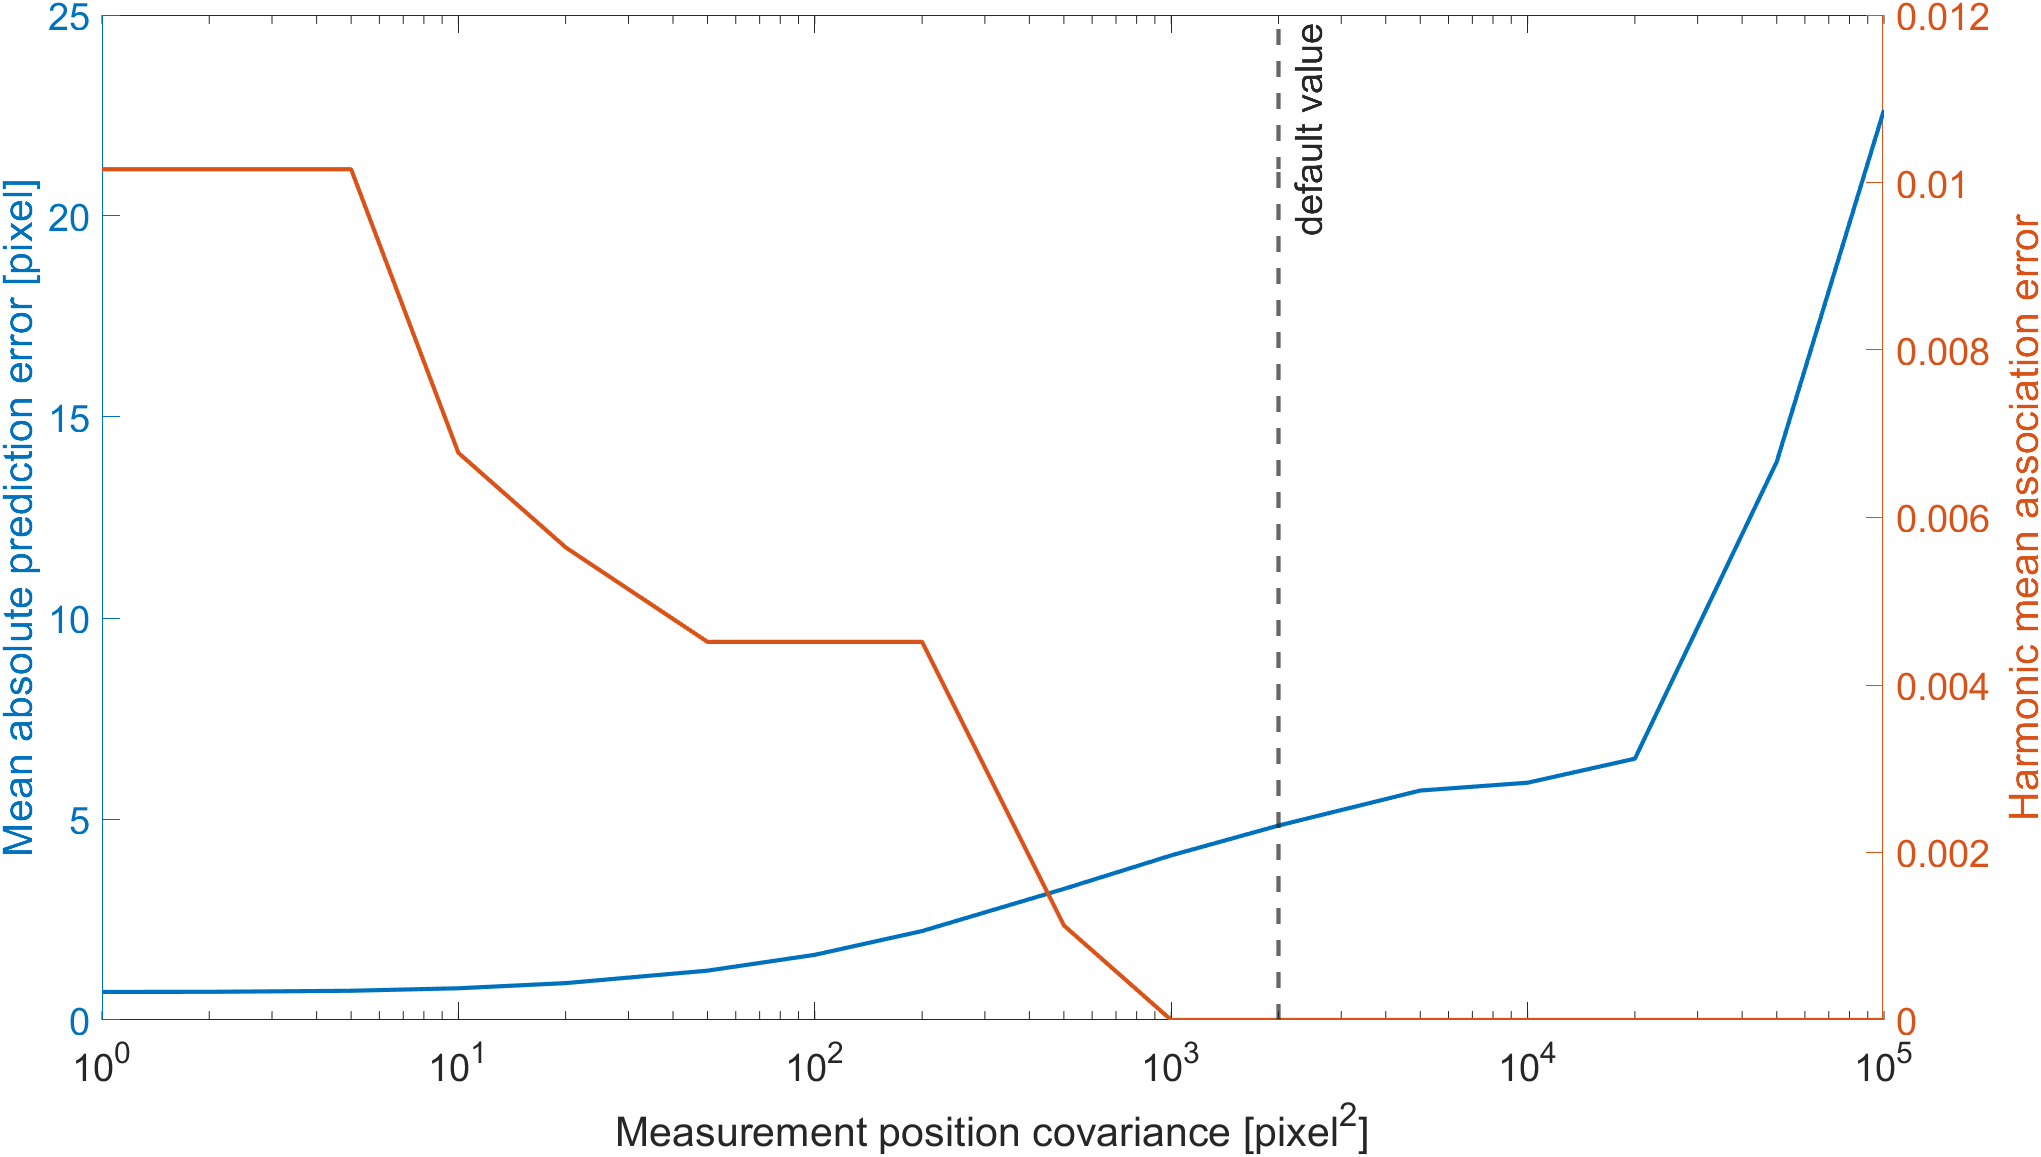 25
20
15
10
5
0
Mean absolute prediction error [pixel]
default value
0.012
0.01
0.008
0.006
0.004
0.002
0
Harmonic mean association error
10⁰ 10¹ 10² 10³ 10⁴ 10⁵
Measurement position covariance [pixel²]